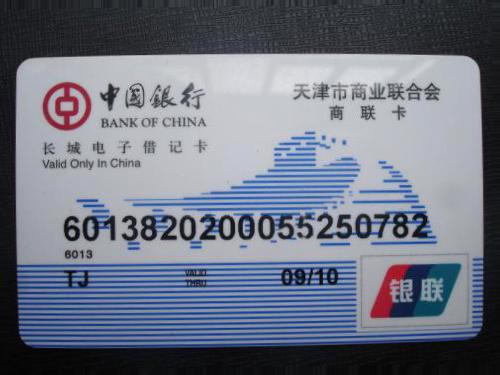 中国银行
BANK OF CHINA
天津市商业联合会
商联卡
长城电子借记卡
Valid Only In China
6013820200055250782
6013
TJ VALID THRU 09/10
银联